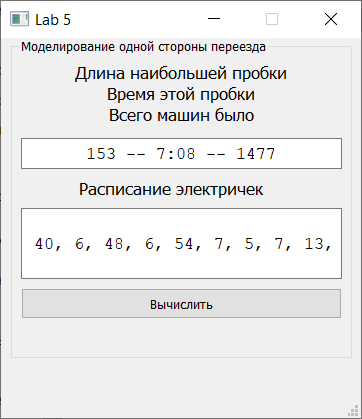 Lab 5
Моделирование одной стороны переезда
Длина наибольшей пробки
Время этой пробки
Всего машин было
153 -- 7:08 -- 1477
Расписание электричек
40, 6, 48, 6, 54, 7, 5, 7, 13,
Вычислить